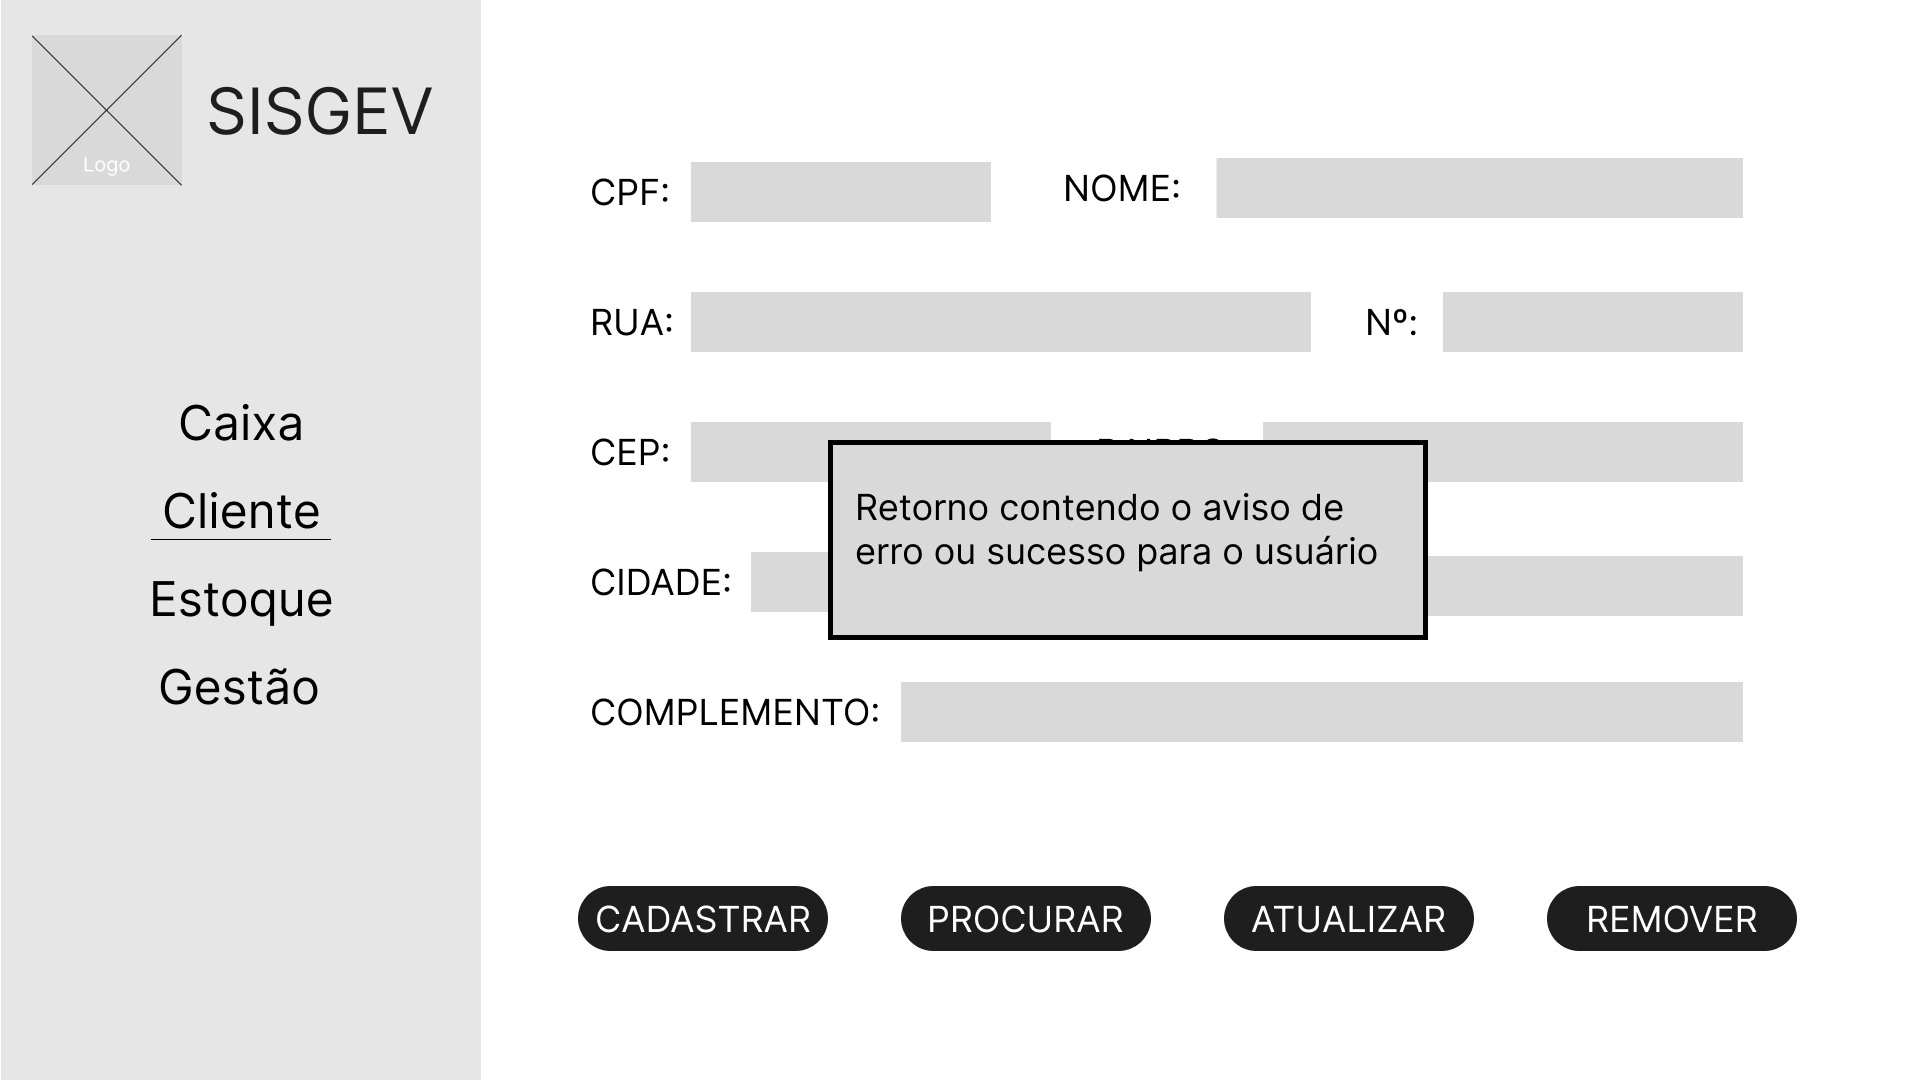 Logo
SISGEV
Caixa
Cliente
Estoque
Gestão
CPF:
NOME:
RUA:
Nº:
CEP:
CIDADE:
Retorno contendo o aviso de
erro ou sucesso para o usuário
COMPLEMENTO:
CADASTRAR
PROCURAR
ATUALIZAR
REMOVER